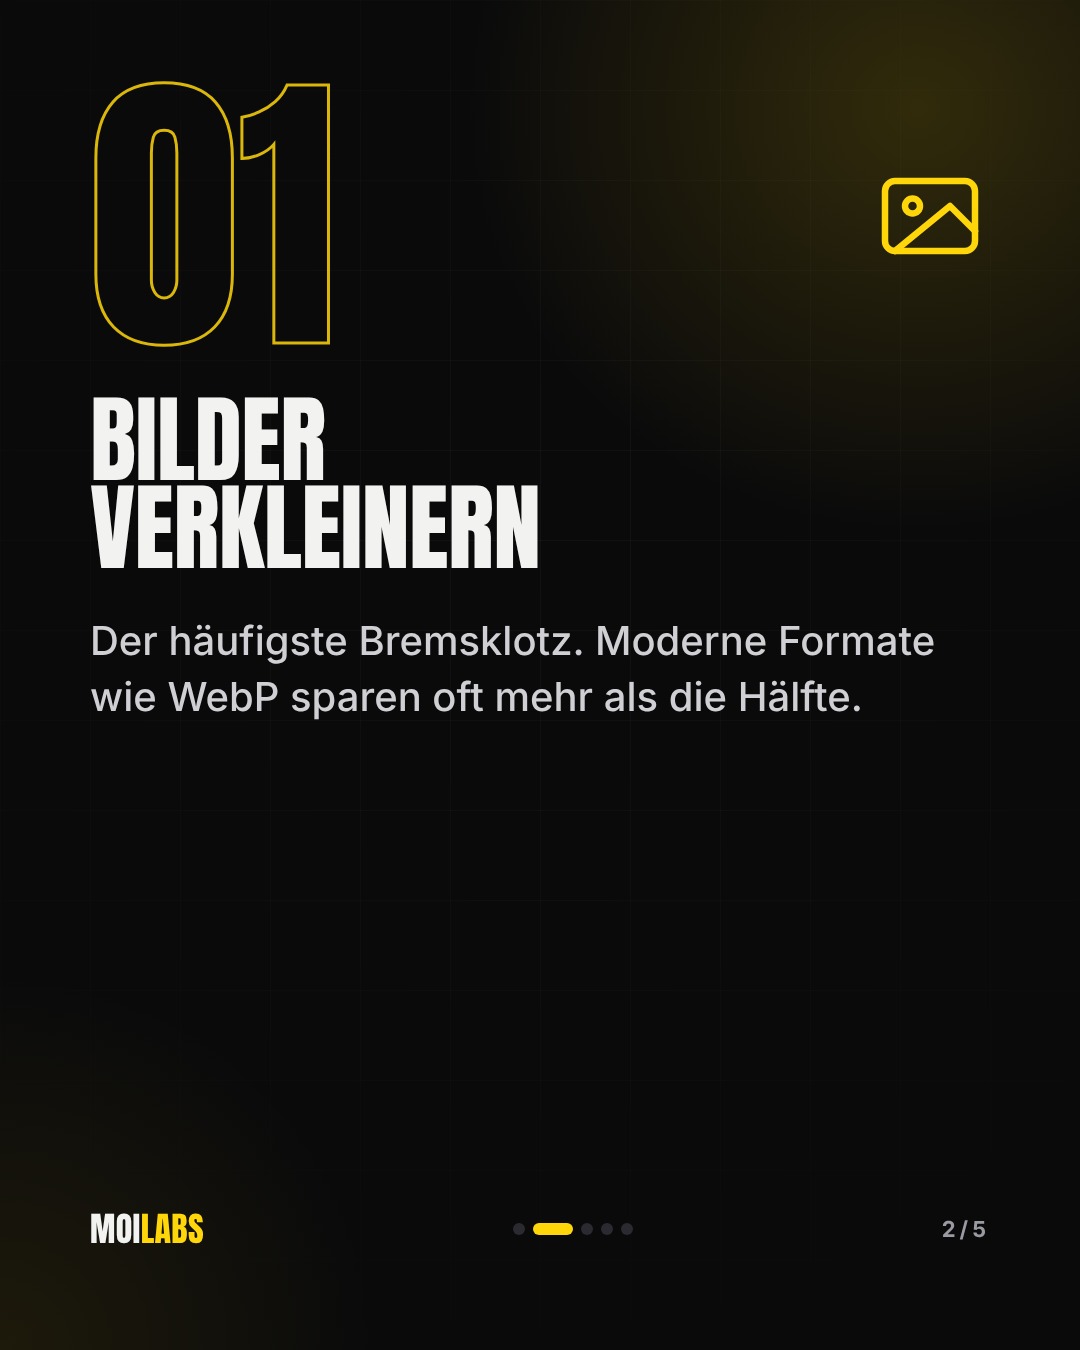 01
BILDER
VERKLEINERN
Der häufigste Bremsklotz. Moderne Formate
wie WebP sparen oft mehr als die Hälfte.
MOILABS
2/5